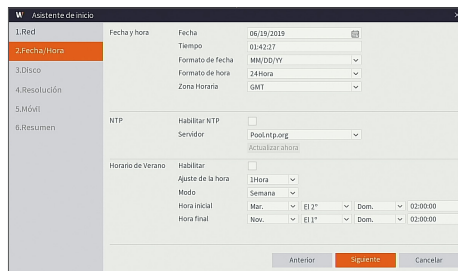 W Asistente de inicio
1.Red
2.Fecha/Hora
3.Disco
4.Resolución
5.Móvil
6.Resumen
Fecha y hora Fecha 06/19/2019
Tiempo 01:42:27
Formato de fecha MM/DD/YY
Formato de hora 24Hora
Zona Horaria GMT
NTP Habilitar NTP
Servidor Pool.ntp.org
Actualizar ahora
Horario de Verano Habilitar
Ajuste de la hora 1Hora
Modo Semana
Hora inicial Mar. El 2° Dom. 02:00:00
Hora final Nov. El 1° Dom. 02:00:00
Anterior Siguiente Cancelar